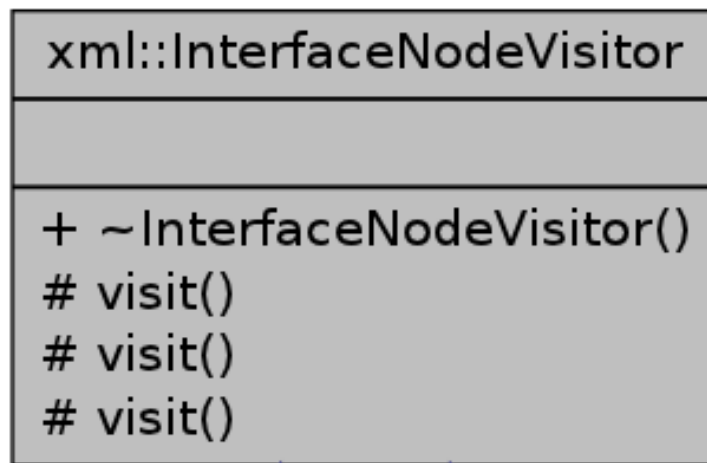 xml::InterfaceNodeVisitor
+ ~InterfaceNodeVisitor()
# visit()
# visit()
# visit()